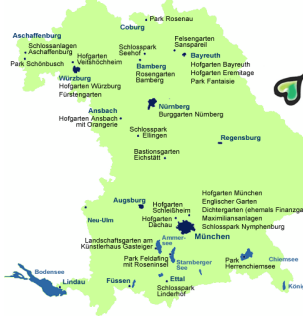 Park Rosenau
Coburg
Aschaffenburg
Schlossanlagen
Aschaffenburg
Park Schönbusch
Hofgarten
Veitshöchheim
Schlosspark
Seehof
Felsengarten
Sanspareil
Bamberg
Rosengarten
Bamberg
Bayreuth
Hofgarten Bayreuth
Hofgarten Eremitage
Park Fantaisie
Würzburg
Hofgarten Würzburg
Fürstengarten
Ansbach
Hofgarten Ansbach
mit Orangerie
Nürnberg
Burggarten Nürnberg
Schlosspark
Ellingen
Regensburg
Bastionsgarten
Eichstätt
Augsburg
Neu-Ulm
Hofgarten
Schleißheim
Hofgarten
Dachau
Hofgarten München
Englischer Garten
Dichtergarten (ehemals Finanzga
Maximiliansanlagen
Schlosspark Nymphenburg
München
Landschaftsgarten am
Künstlerhaus Gasteiger
Ammer-
see
Park Feldafing
mit Roseninsel
Starnberger
See
Park
Herrenchiemsee
Chiemsee
Bodensee
Lindau
Füssen
Ettal
Schlosspark
Linderhof
König